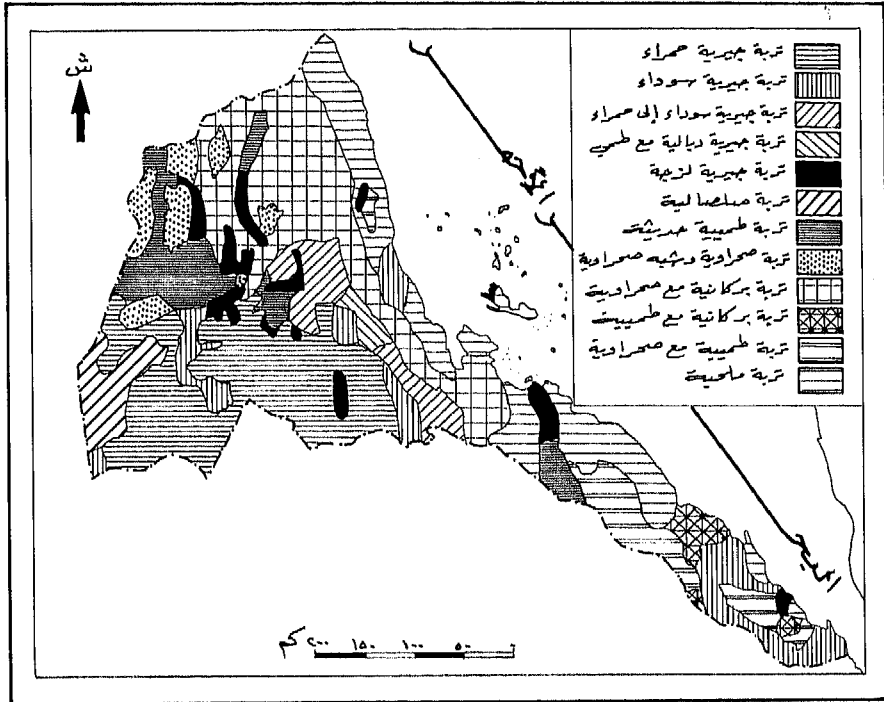 ش
تربة جيرية حمراء
تربة جيرية سوداء
تربة جيرية سوداء إلى حمراء
تربة جيرية دبالية مع طمي
تربة جيرية لزجة
تربة صلصالية
تربة طميية حديثة
تربة صحراوية وشبه صحراوية
تربة بركانية مع صحراوية
تربة بركانية مع طميية
تربة طميية مع صحراوية
تربة ملحية
البحر
الأحمر
٥٠ ١٠٠ ١٥٠ ٢٠٠ كم